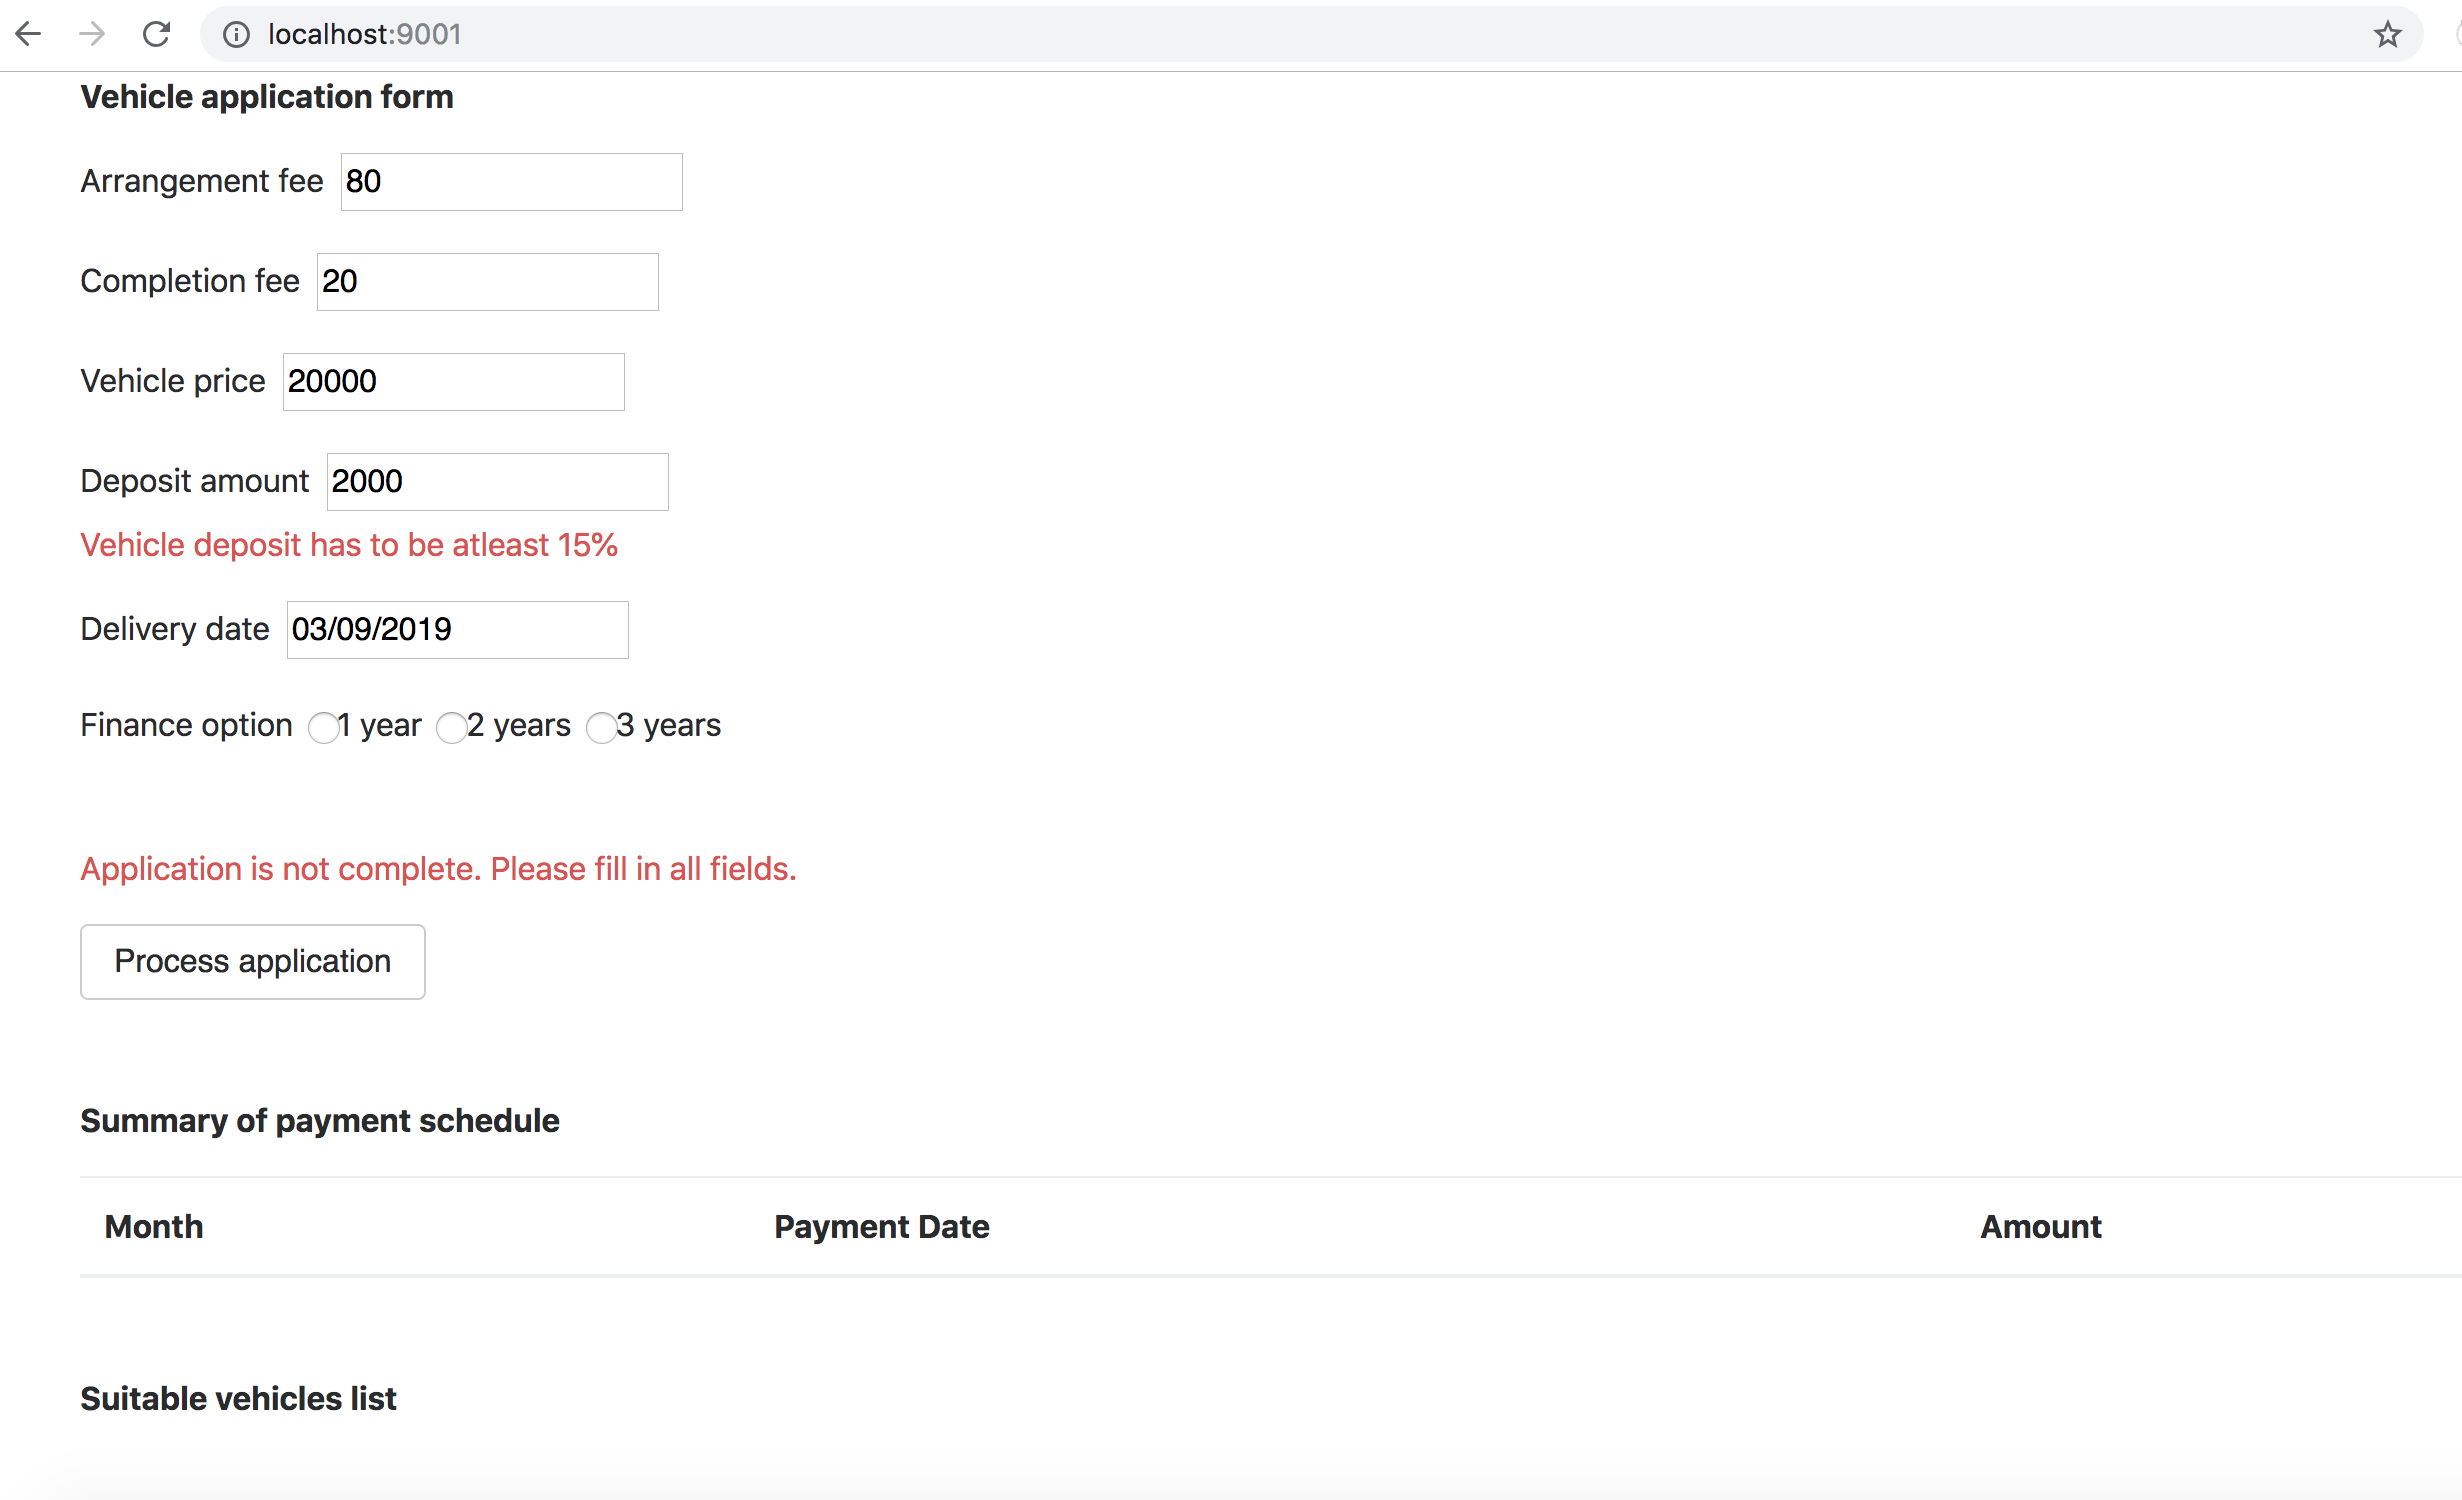 localhost:9001
Vehicle application form
Arrangement fee 80
Completion fee 20
Vehicle price 20000
Deposit amount 2000
Vehicle deposit has to be atleast 15%
Delivery date 03/09/2019
Finance option 1 year 2 years 3 years
Application is not complete. Please fill in all fields.
Process application
Summary of payment schedule
Month Payment Date Amount
Suitable vehicles list